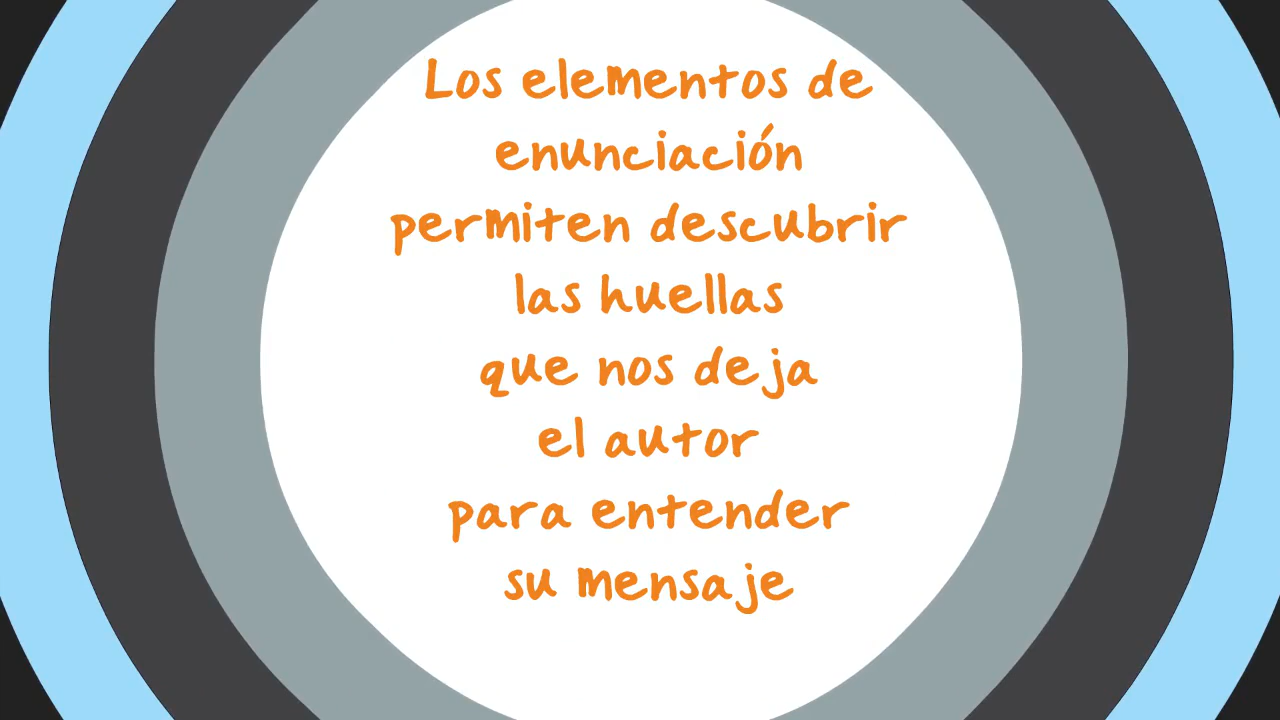 Los elementos de
enunciación
permiten descubrir
las huellas
que nos deja
el autor
para entender
su mensaje